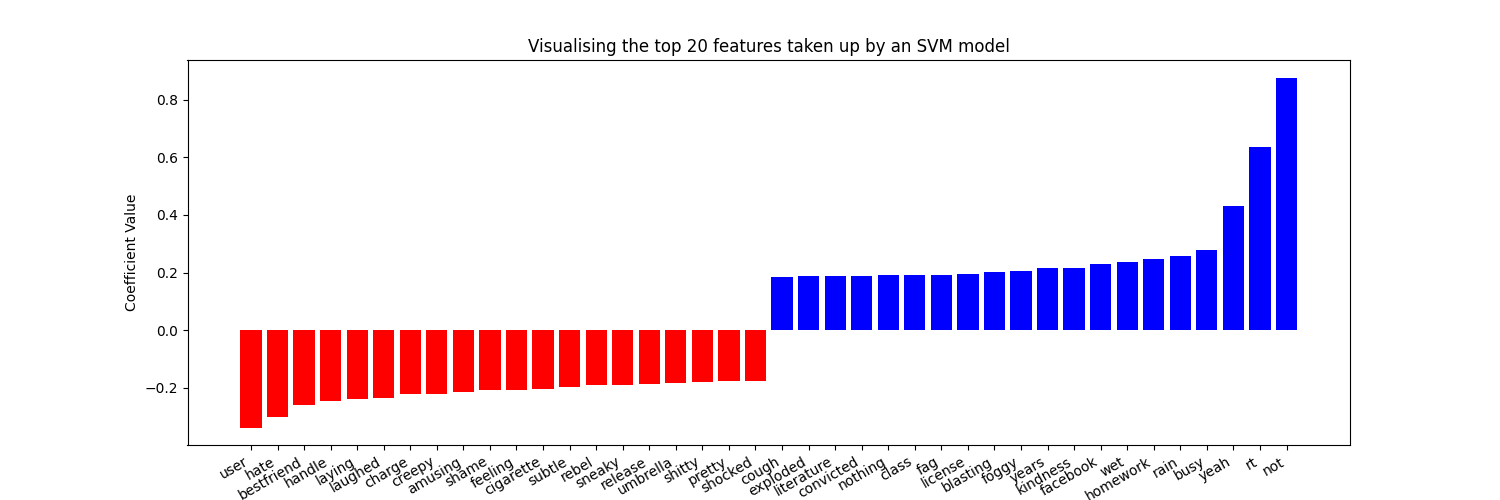 Visualising the top 20 features taken up by an SVM model
Coefficient Value
0.8
0.6
0.4
0.2
0.0
−0.2
user
hate
bestfriend
handle
laying
laughed
charge
creepy
amusing
shame
feeling
cigarette
subtle
rebel
sneaky
release
umbrella
shitty
pretty
shocked
cough
exploded
literature
convicted
nothing
class
fag
license
blasting
foggy
years
kindness
facebook
wet
homework
rain
busy
yeah
rt
not